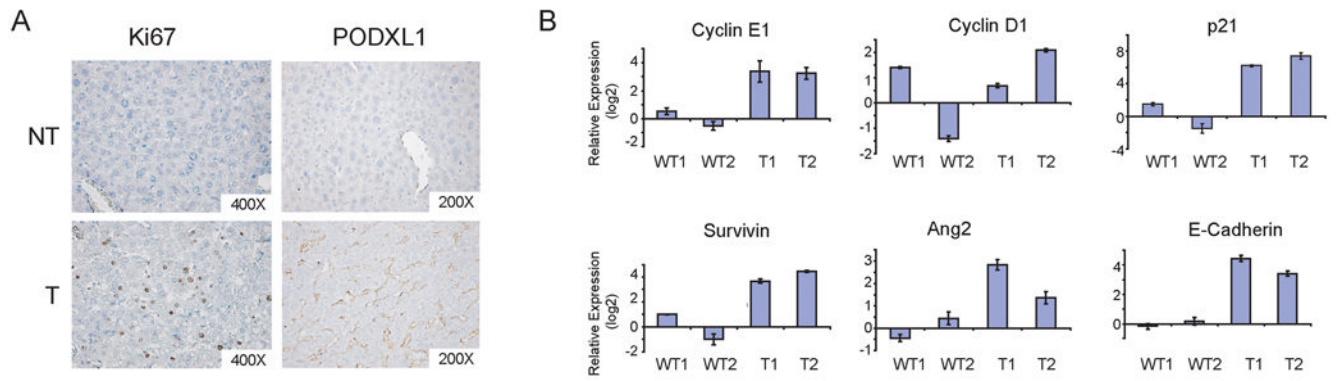 A
Ki67 PODXL1
NT
400X 200X
T
400X 200X
B
Cyclin E1 Cyclin D1 p21
Relative Expression
(log2)
4
2
0
-2
WT1 WT2 T1 T2
2
1
0
-1
-2
WT1 WT2 T1 T2
8
4
0
-4
WT1 WT2 T1 T2
Survivin Ang2 E-Cadherin
Relative Expression
(log2)
4
2
0
-2
WT1 WT2 T1 T2
3
2
1
0
-1
WT1 WT2 T1 T2
4
2
0
WT1 WT2 T1 T2